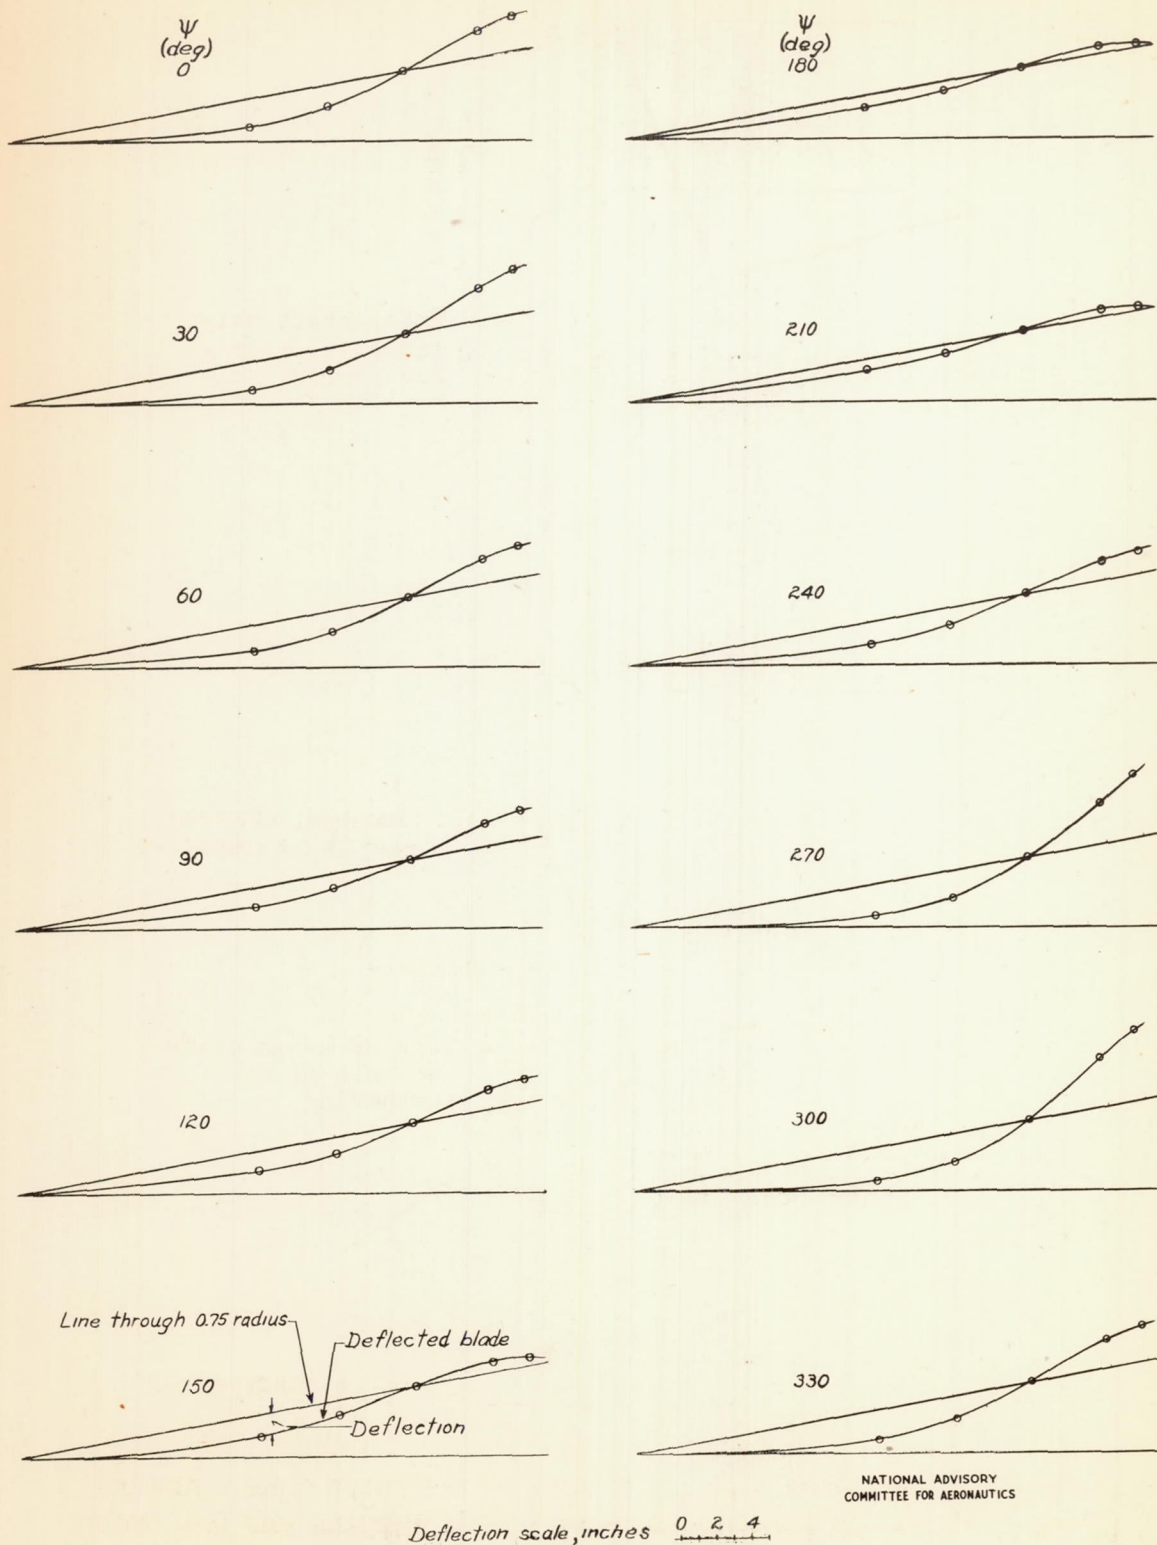 ψ
(deg)
0
30
60
90
120
Line through 0.75 radius
Deflected blade
150
Deflection
ψ
(deg)
180
210
240
270
300
330
NATIONAL ADVISORY
COMMITTEE FOR AERONAUTICS
Deflection scale, inches 0 2 4